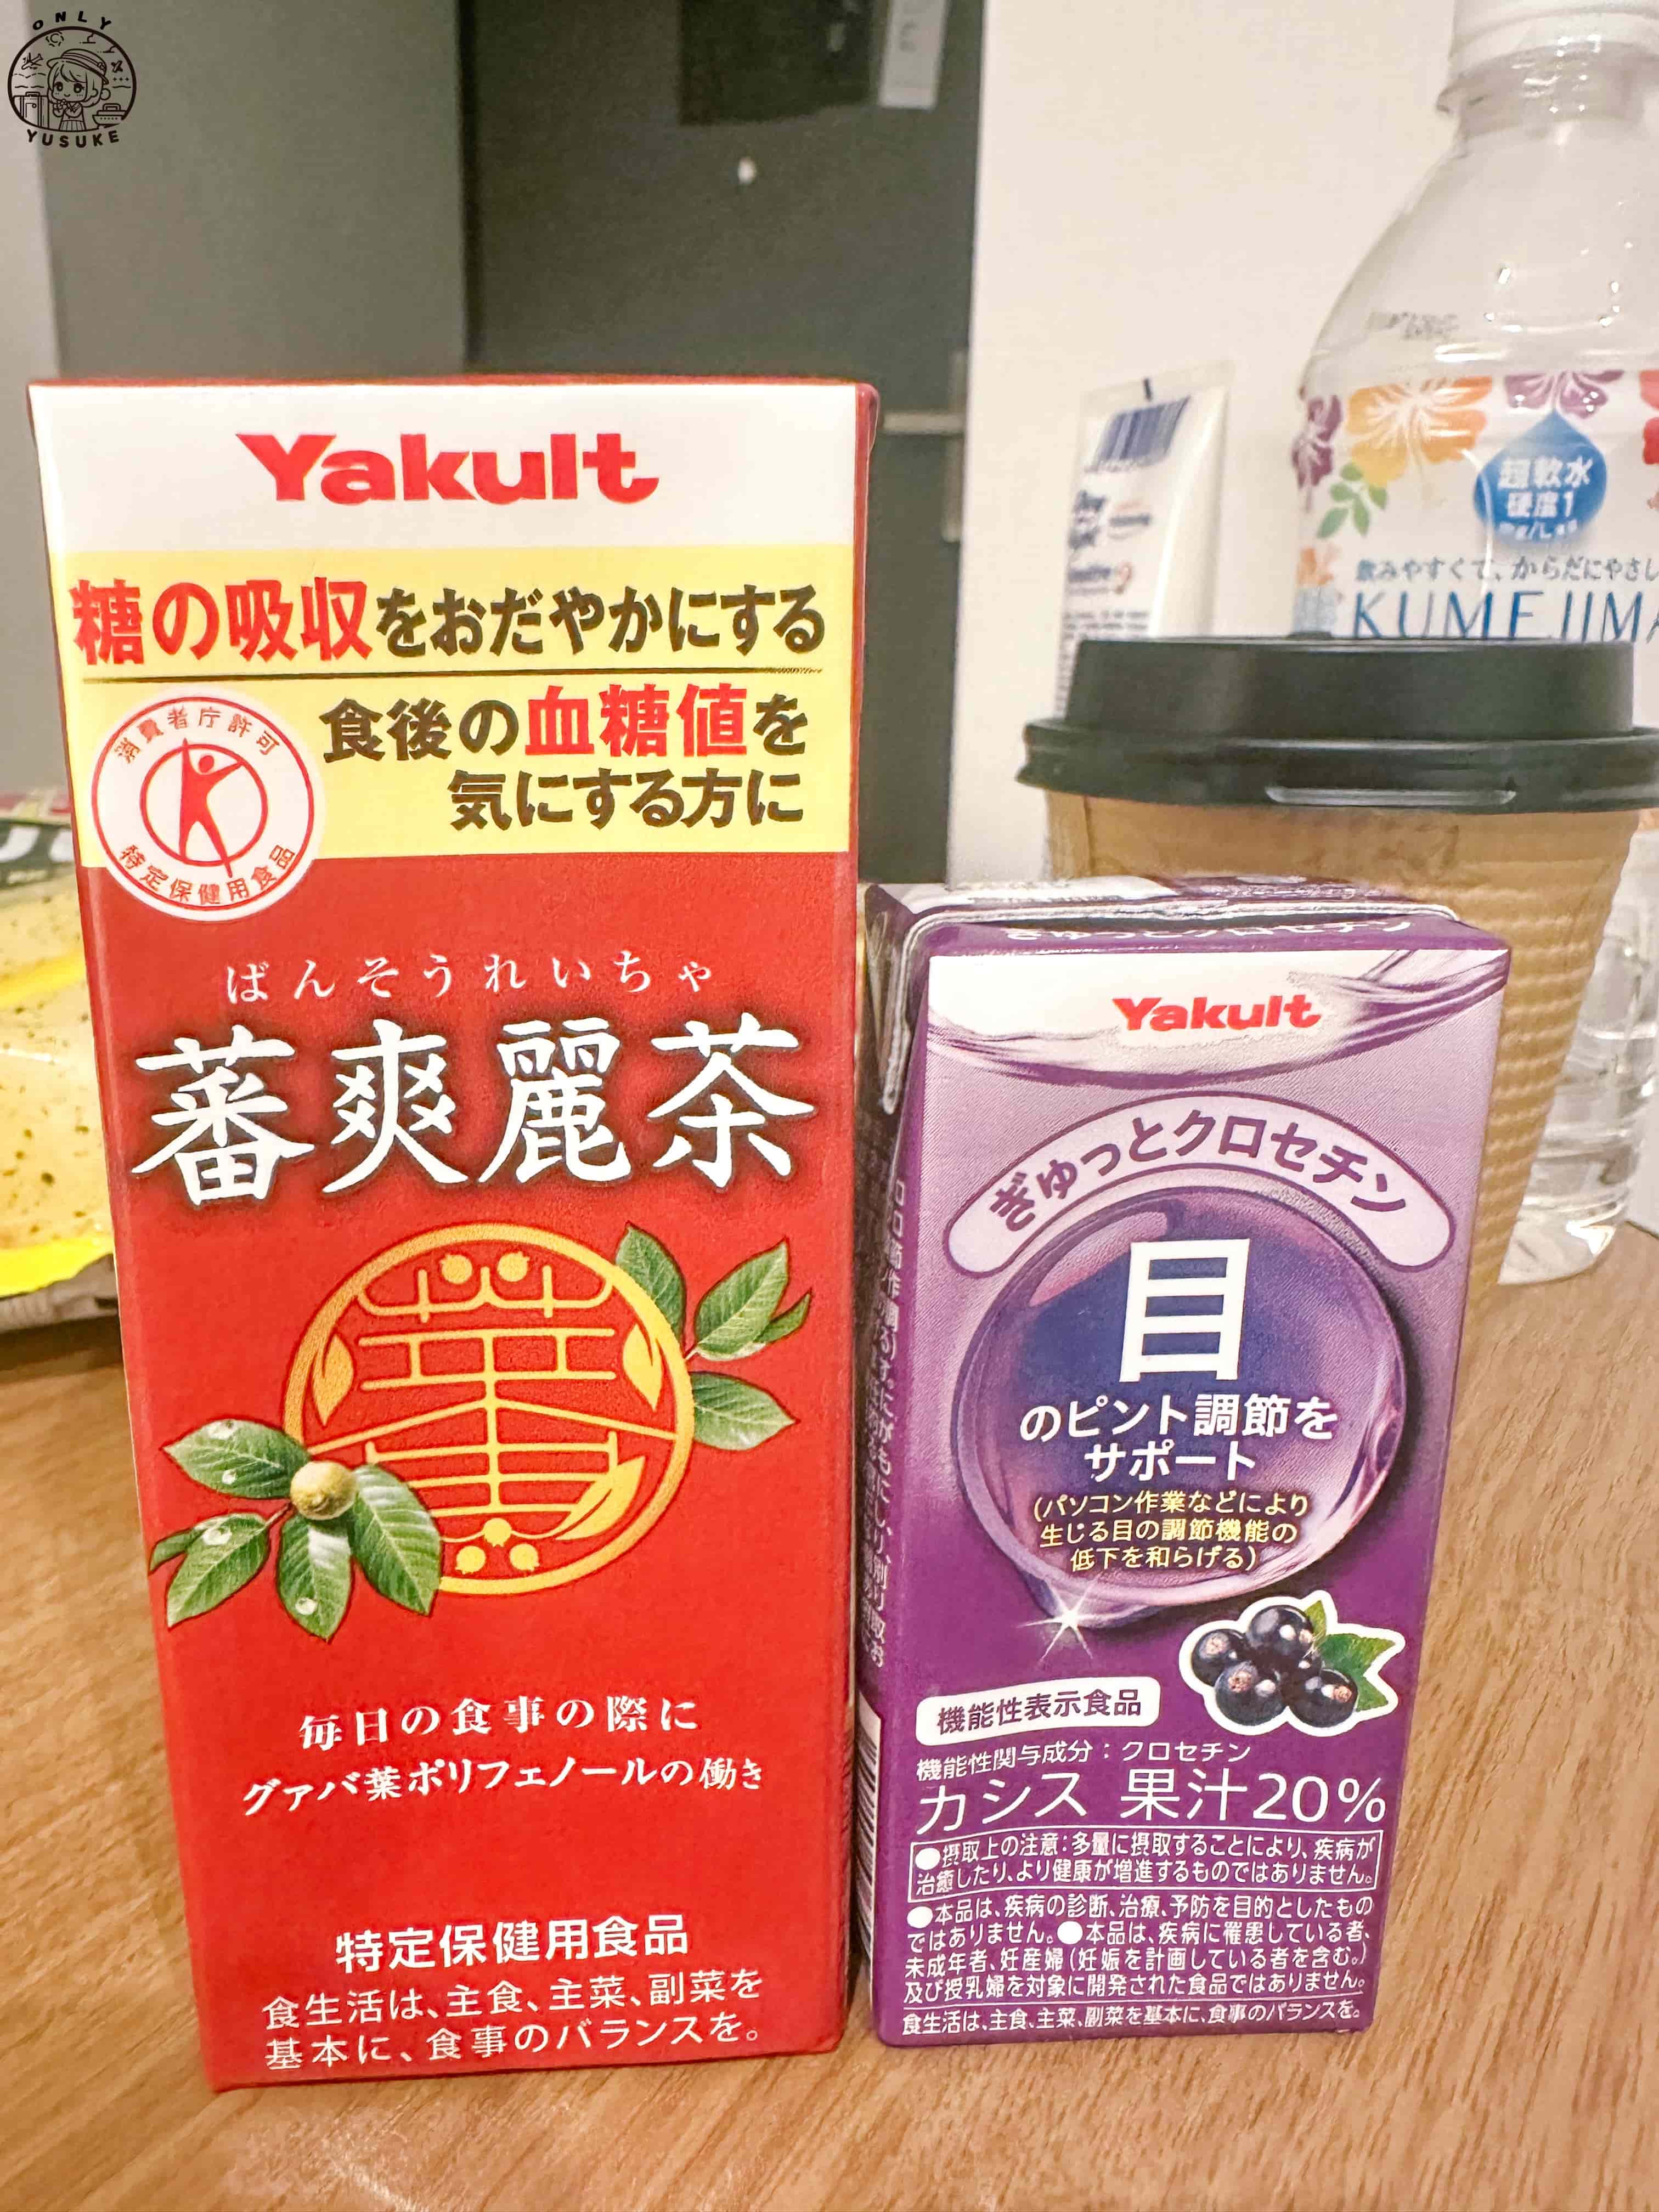 ONLY
YUSUKE
Yakult
糖の吸収をおだやかにする
食後の血糖値を
気にする方に
消費者庁許可
特定保健用食品
ばんそうれいちゃ
蕃爽麗茶
毎日の食事の際に
グァバ葉ポリフェノールの働き
特定保健用食品
食生活は、主食、主菜、副菜を
基本に、食事のバランスを。
ぎゅっとクロセチン
Yakult
ぎゅっとクロセチン
目
のピント調節を
サポート
(パソコン作業などにより
生じる目の調節機能の
低下を和らげる)
機能性表示食品
機能性関与成分：クロセチン
カシス 果汁20%
●摂取上の注意：多量に摂取することにより、疾病が
治癒したり、より健康が増進するものではありません。
●本品は、疾病の診断、治療、予防を目的としたもの
ではありません。●本品は、疾病に罹患している者、
未成年者、妊産婦(妊娠を計画している者を含む。)
及び授乳婦を対象に開発された食品ではありません。
食生活は、主食、主菜、副菜を基本に、食事のバランスを。
超軟水
硬度1
飲みやすくて、からだにやさし
KUMEJIMA